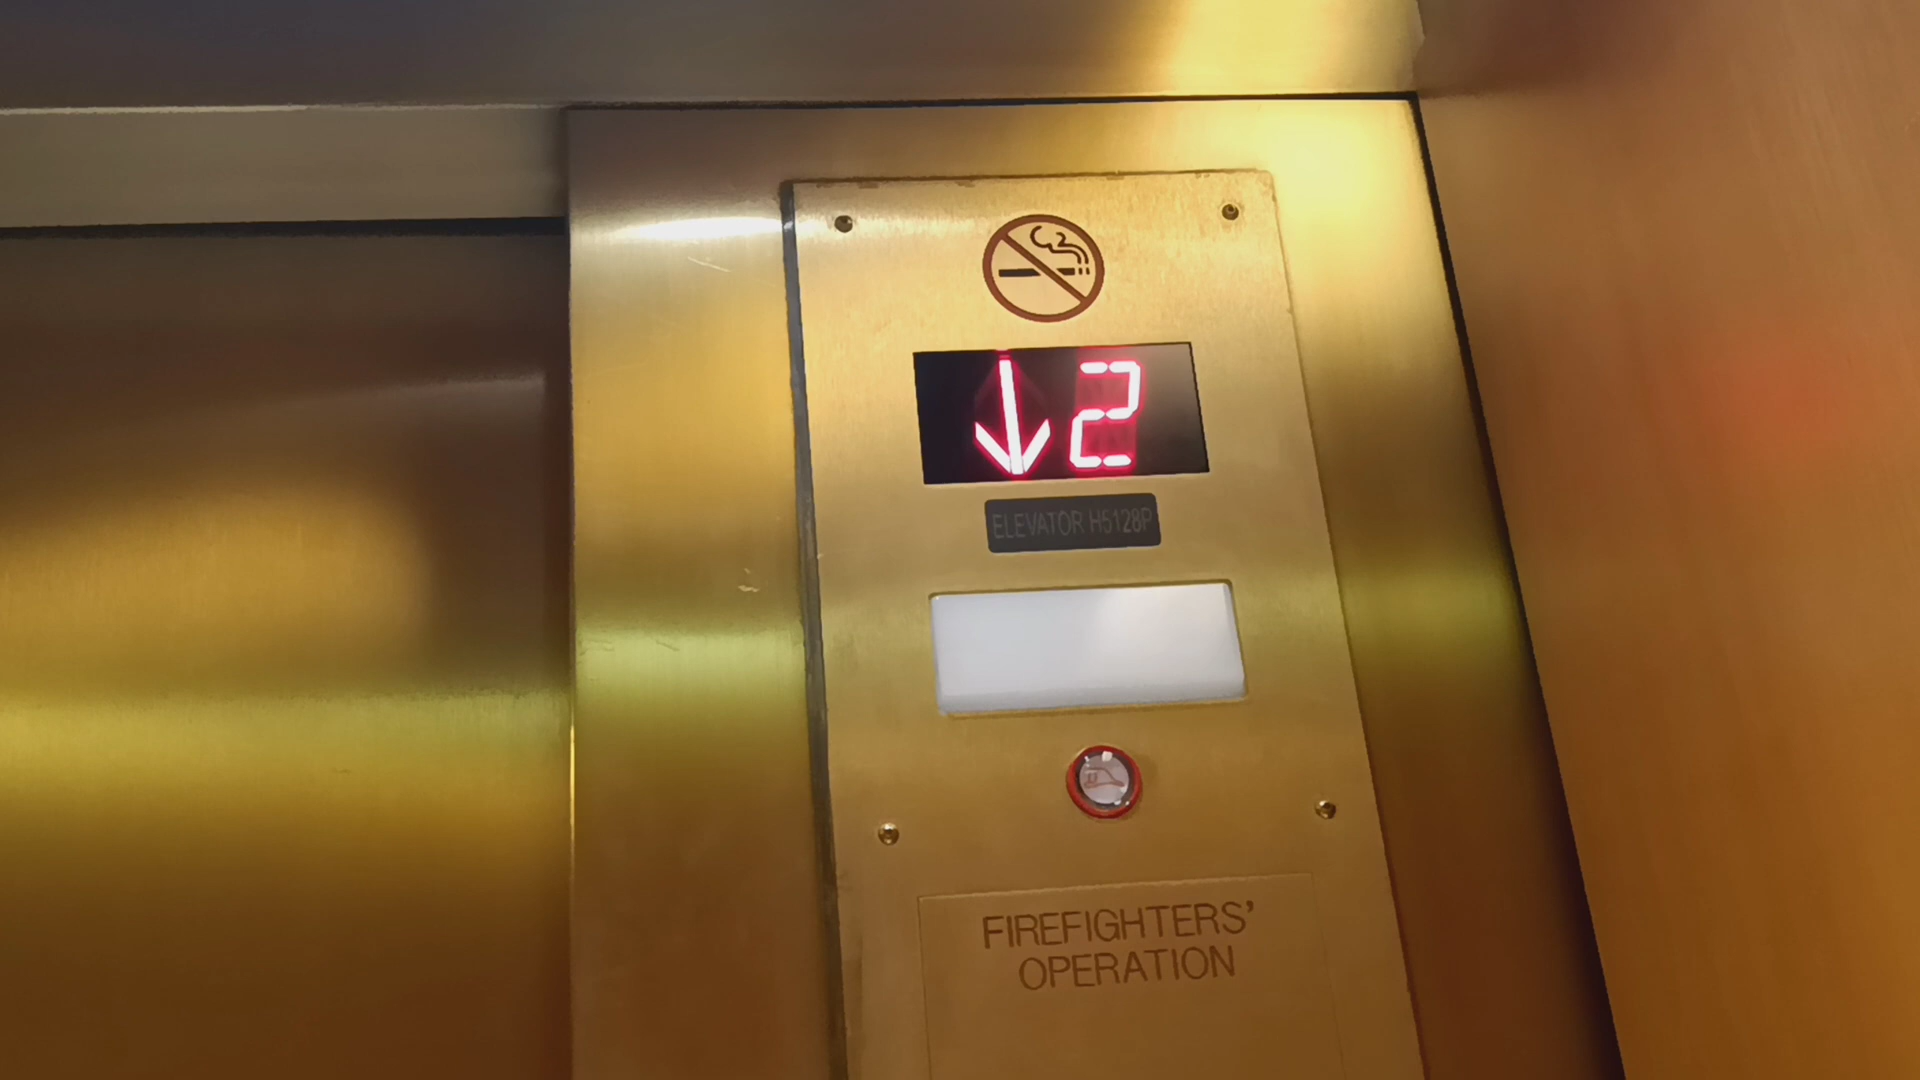 ↓2
ELEVATOR H5128P
FIREFIGHTERS'
OPERATION